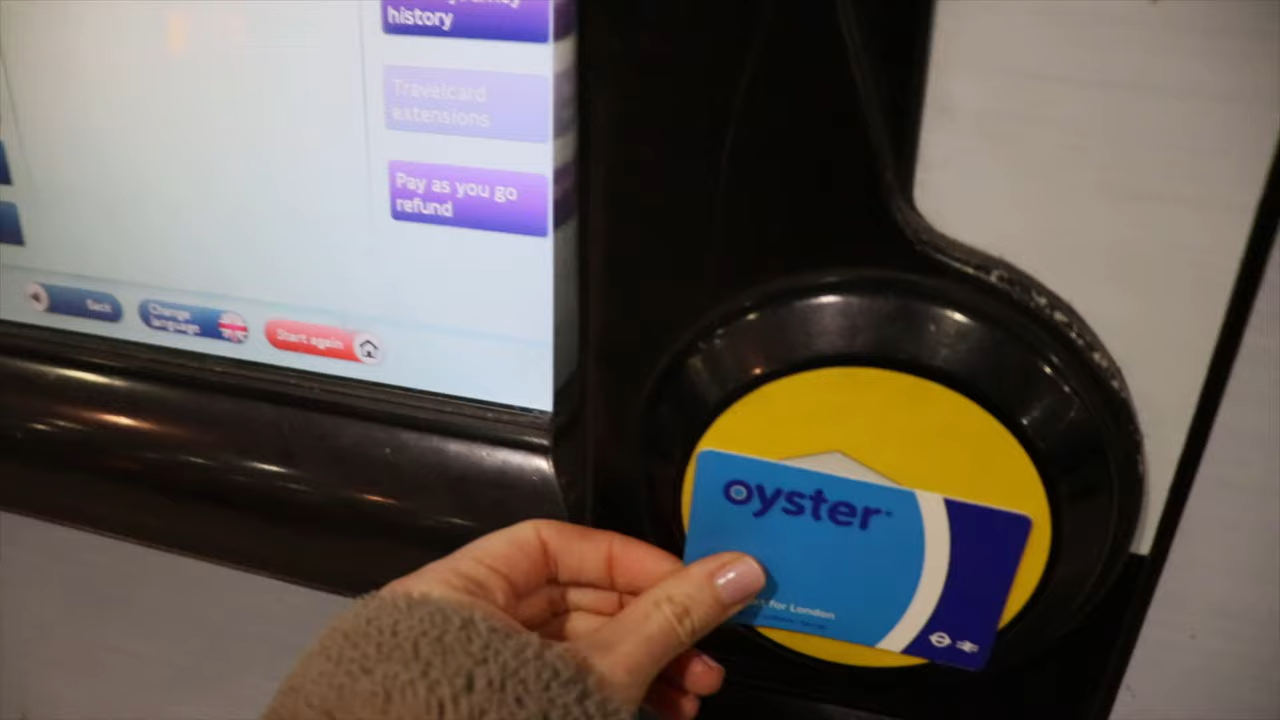 history
Travelcard
extensions
Pay as you go
refund
Back
Change
language
Start again
oyster
for London